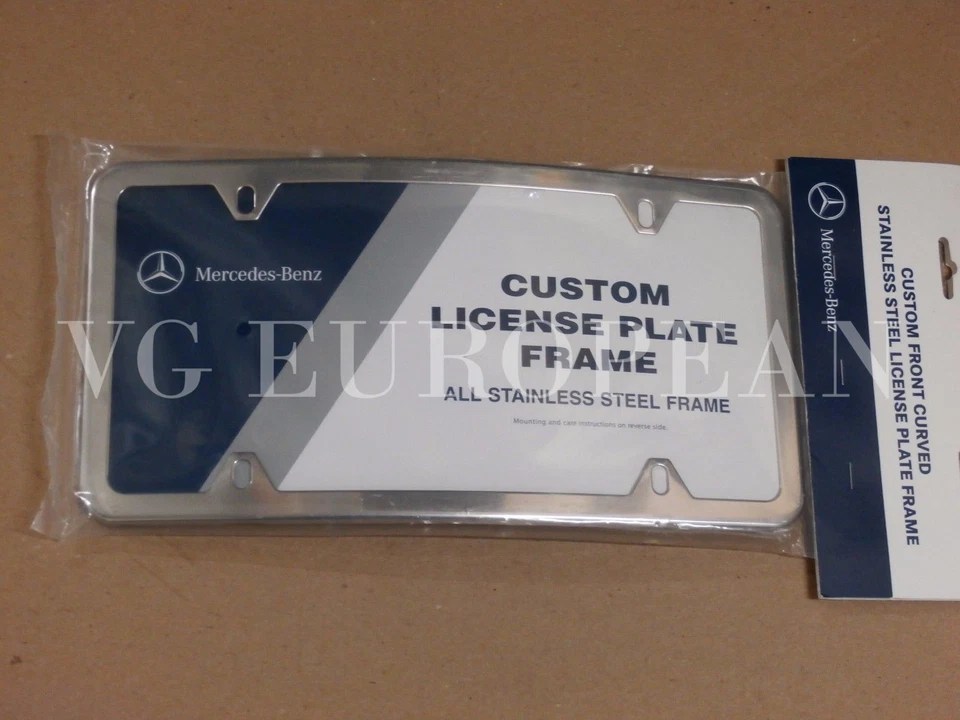 Mercedes-Benz
CUSTOM
LICENSE PLATE
FRAME
ALL STAINLESS STEEL FRAME
Mounting and care instructions on reverse side.
VG EUROPEAN
Mercedes-Benz
CUSTOM FRONT CURVED
STAINLESS STEEL LICENSE PLATE FRAME